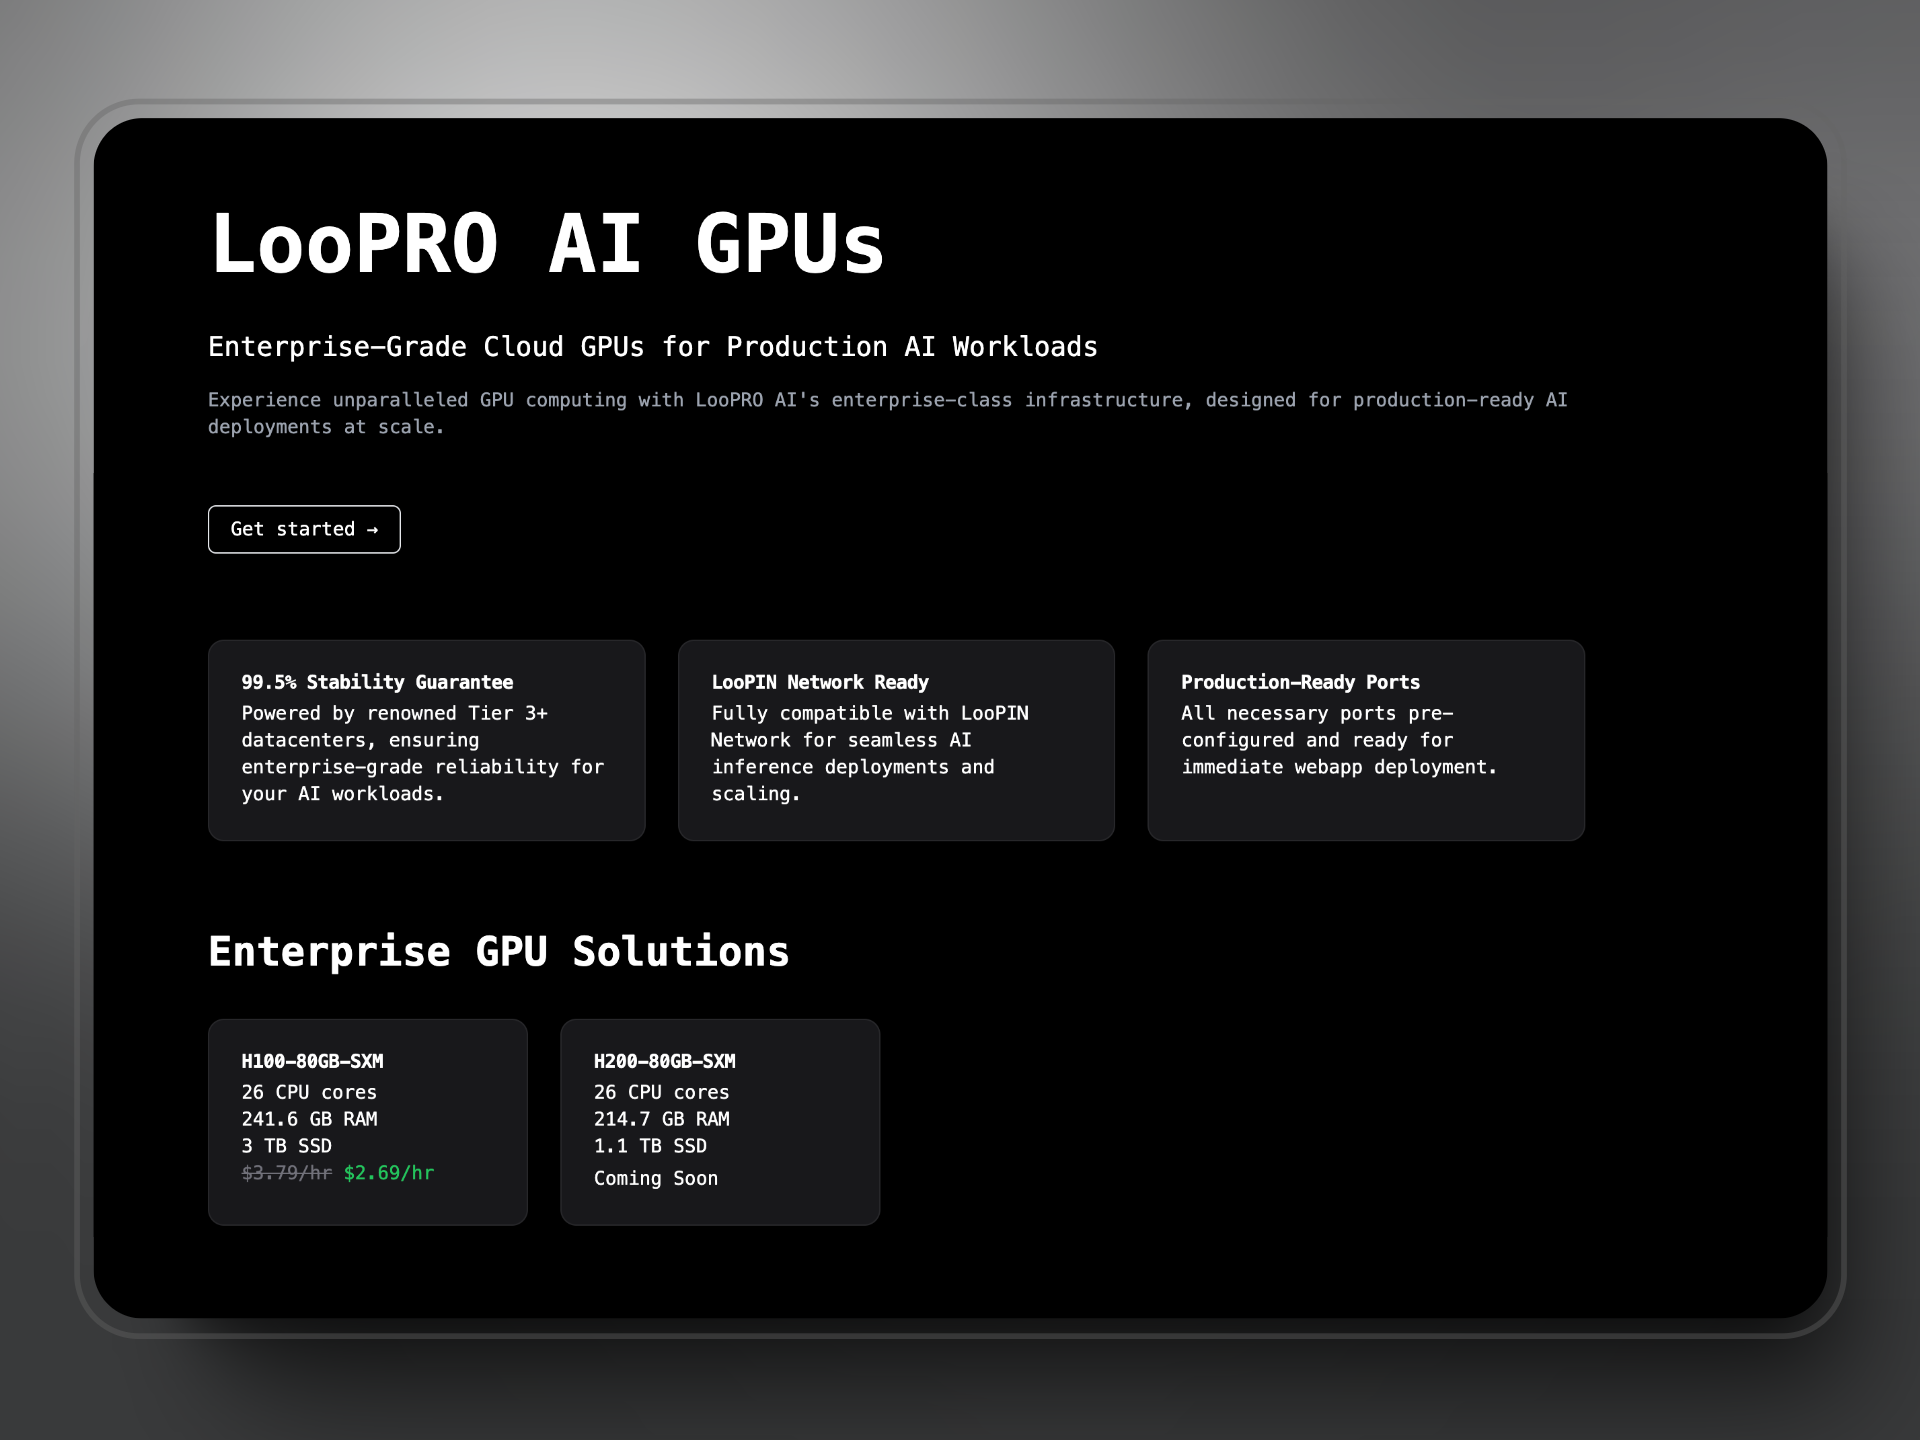 LooPRO AI GPUs
Enterprise-Grade Cloud GPUs for Production AI Workloads
Experience unparalleled GPU computing with LooPRO AI's enterprise-class infrastructure, designed for production-ready AI
deployments at scale.
Get started →
99.5% Stability Guarantee
Powered by renowned Tier 3+
datacenters, ensuring
enterprise-grade reliability for
your AI workloads.
LooPIN Network Ready
Fully compatible with LooPIN
Network for seamless AI
inference deployments and
scaling.
Production-Ready Ports
All necessary ports pre-
configured and ready for
immediate webapp deployment.
Enterprise GPU Solutions
H100-80GB-SXM
26 CPU cores
241.6 GB RAM
3 TB SSD
$3.79/hr $2.69/hr
H200-80GB-SXM
26 CPU cores
214.7 GB RAM
1.1 TB SSD
Coming Soon